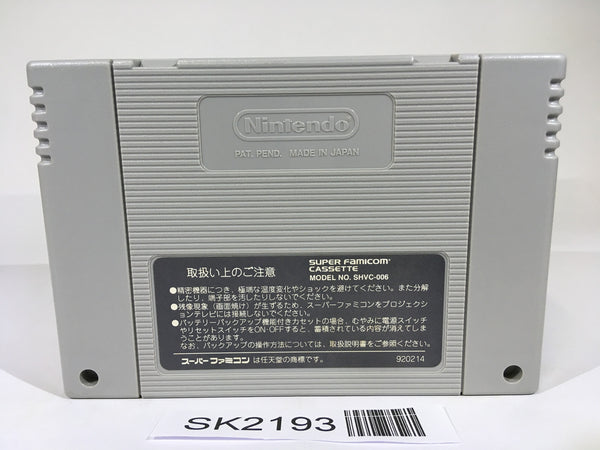 Nintendo
PAT. PEND. MADE IN JAPAN
取扱い上のご注意
SUPER FAMICOM
CASSETTE
MODEL NO. SHVC-006
●精密機器につき、極端な温度変化やショックを避けてください。また分解
したり、端子部を汚したりしないでください。
●残像現象（画面焼け）が生ずるため、スーパーファミコンをプロジェクシ
ョンテレビには接続しないでください。
●バッテリーバックアップ機能付きカセットの場合、むやみに電源スイッチ
やリセットスイッチをON-OFFすると、蓄積されている内容が消えてしま
うことがあります。
なお、バックアップの操作方法については、取扱説明書をご参照ください。
スーパーファミコン は任天堂の商標です。
920214
SK2193